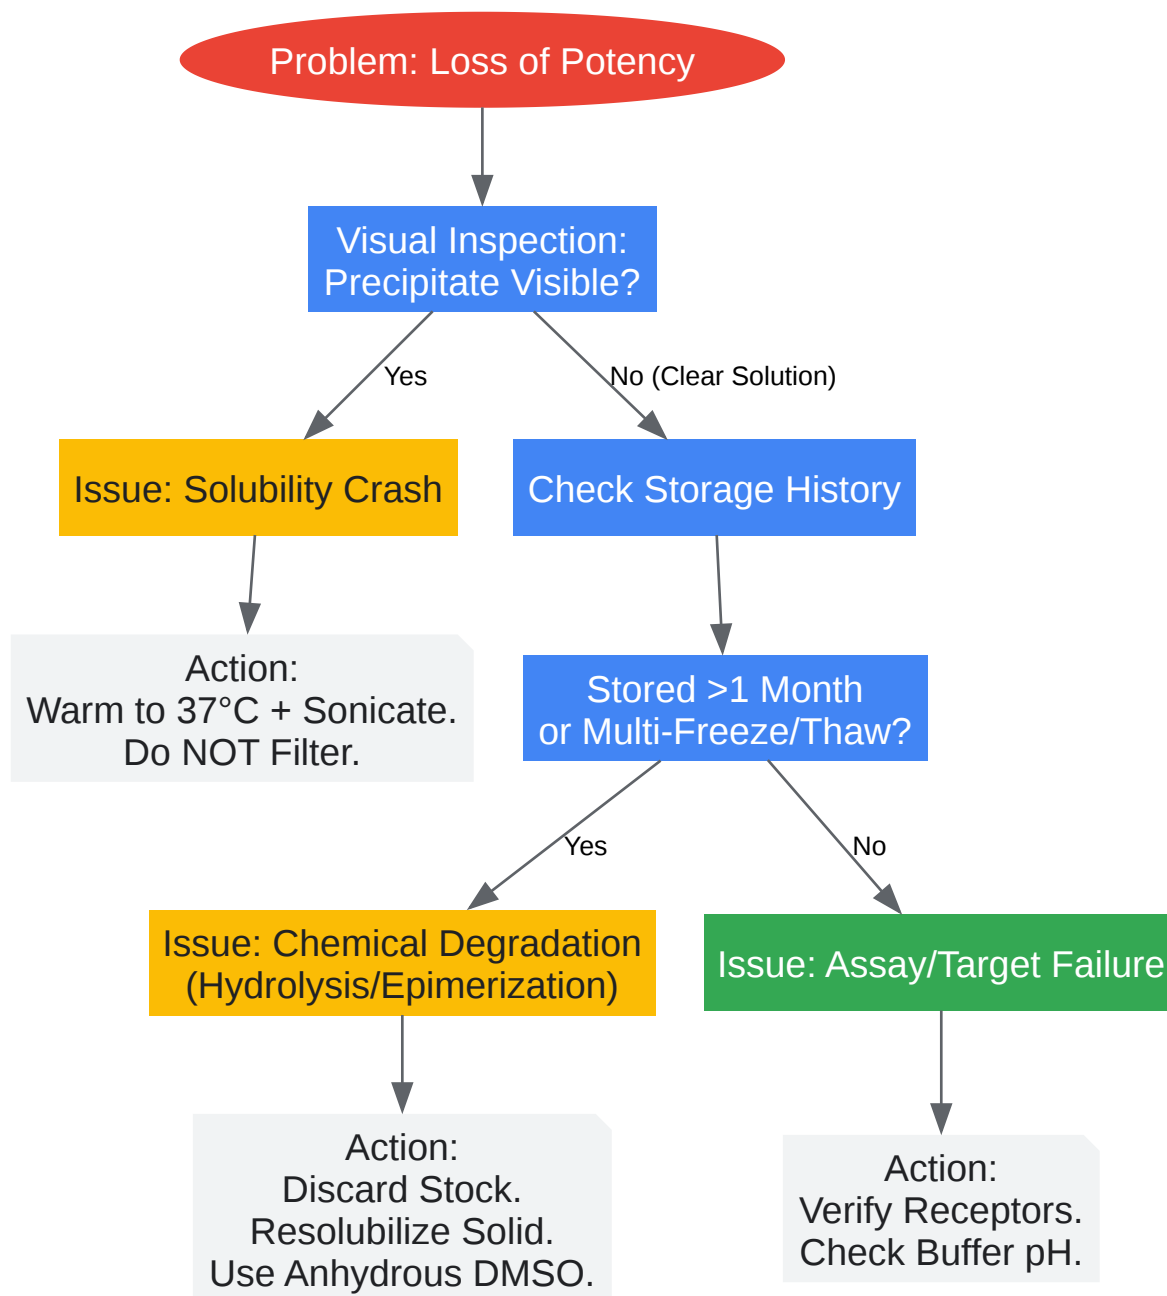 Problem: Loss of Potency
Visual Inspection:
Precipitate Visible?
Yes
No (Clear Solution)
Issue: Solubility Crash
Check Storage History
Action:
Warm to 37°C + Sonicate.
Do NOT Filter.
Stored >1 Month
or Multi-Freeze/Thaw?
Yes
No
Issue: Chemical Degradation
(Hydrolysis/Epimerization)
Issue: Assay/Target Failure
Action:
Discard Stock.
Resolubilize Solid.
Use Anhydrous DMSO.
Action:
Verify Receptors.
Check Buffer pH.